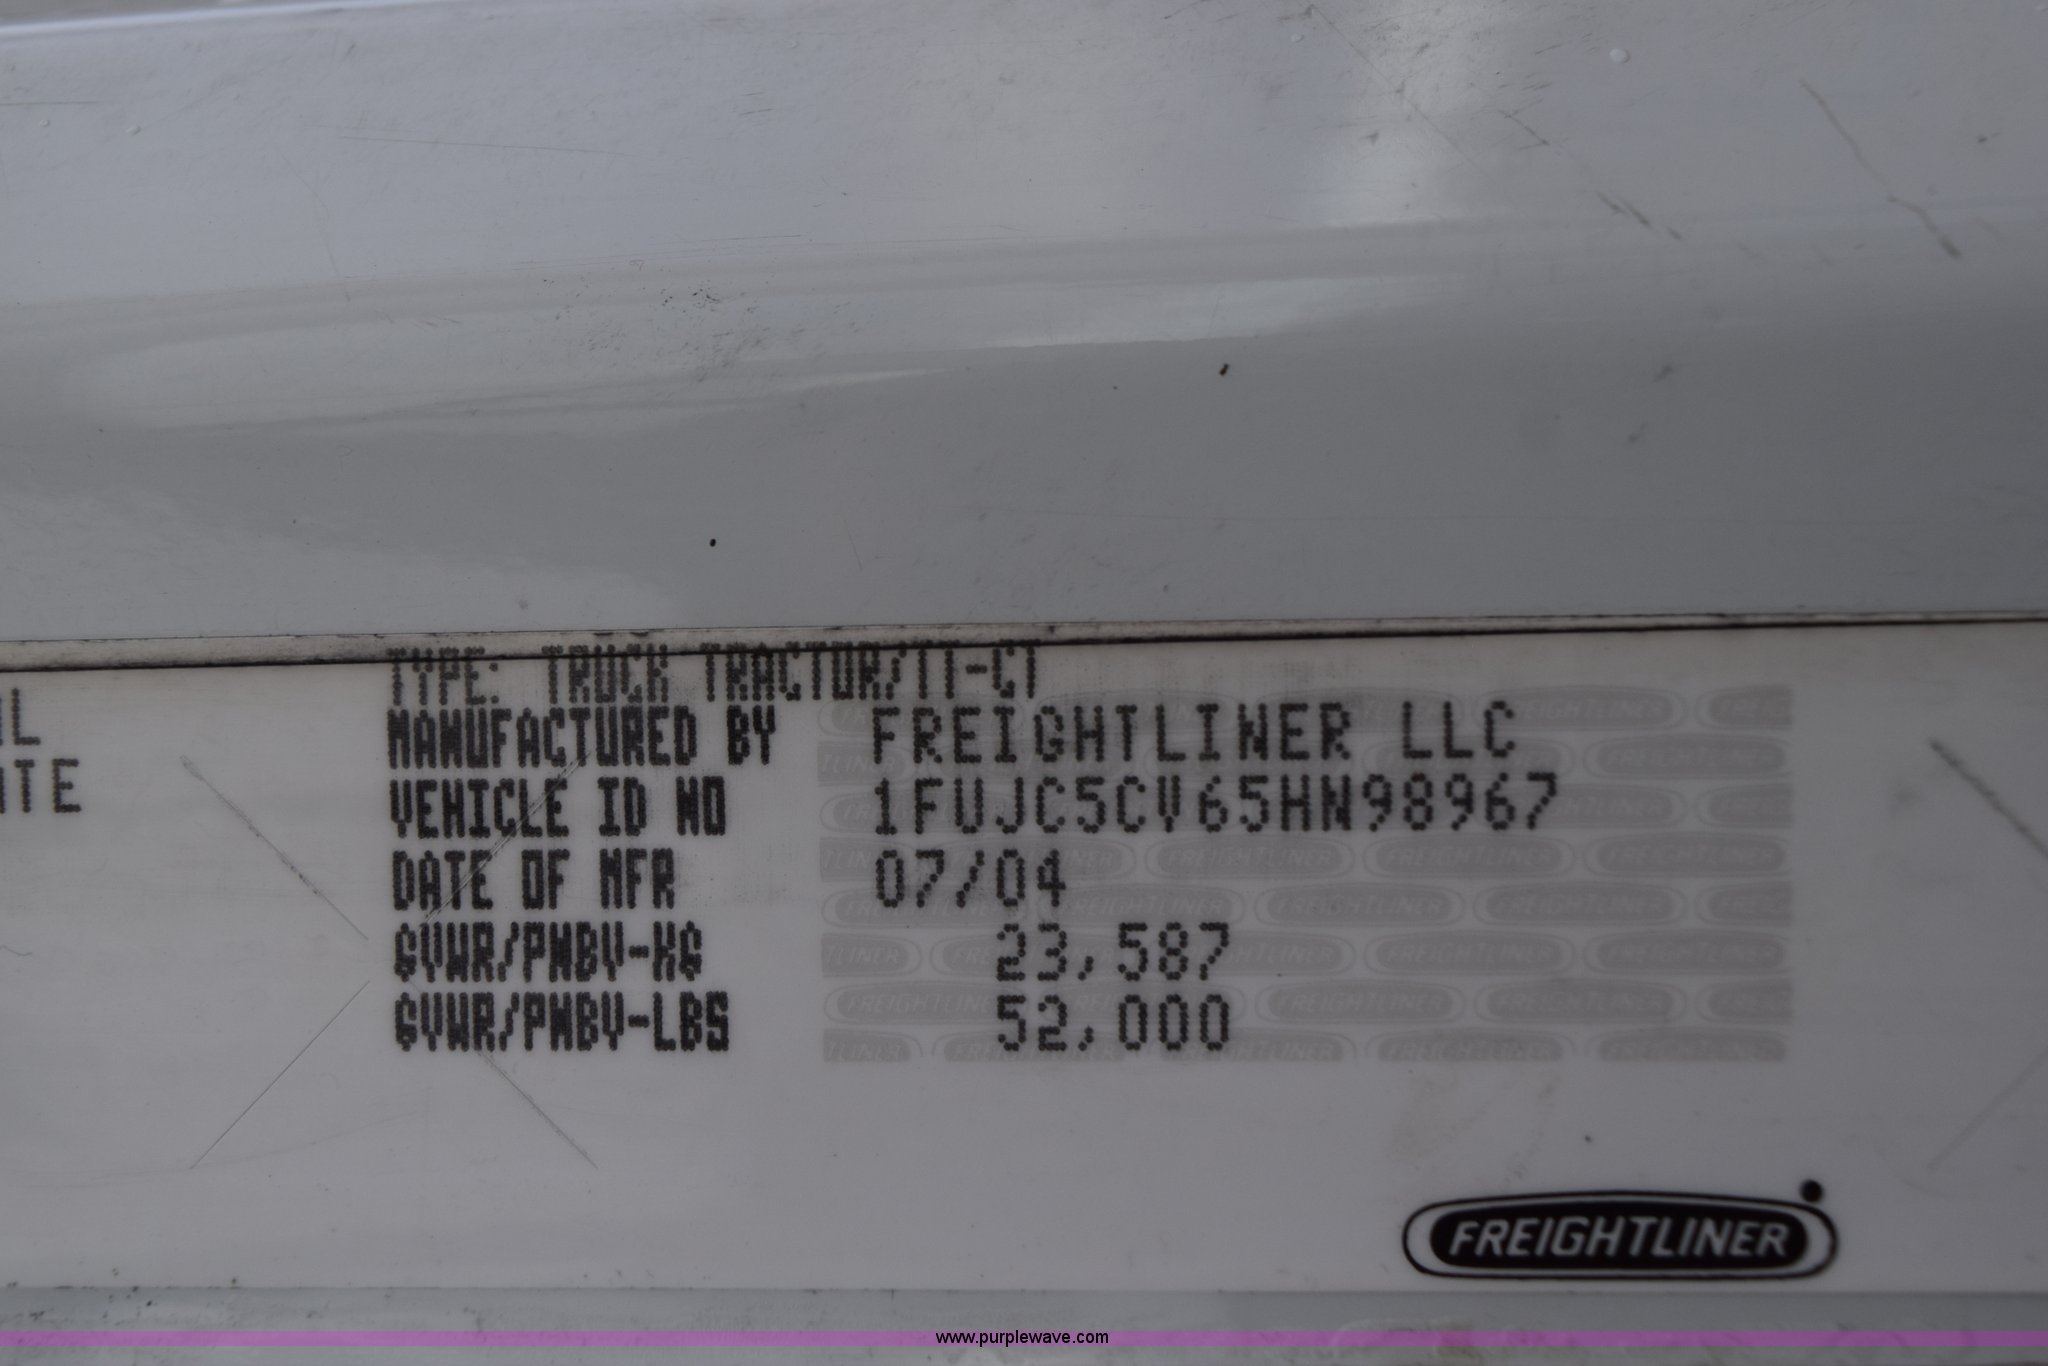 TYPE: TRUCK TRACTOR/TT-CT
MANUFACTURED BY FREIGHTLINER LLC
VEHICLE ID NO 1FUJC5CV65HN98967
DATE OF MFR 07/04
GVWR/PNBV-KG 23,587
GVWR/PNBV-LBS 52,000
FREIGHTLINER
www.purplewave.com